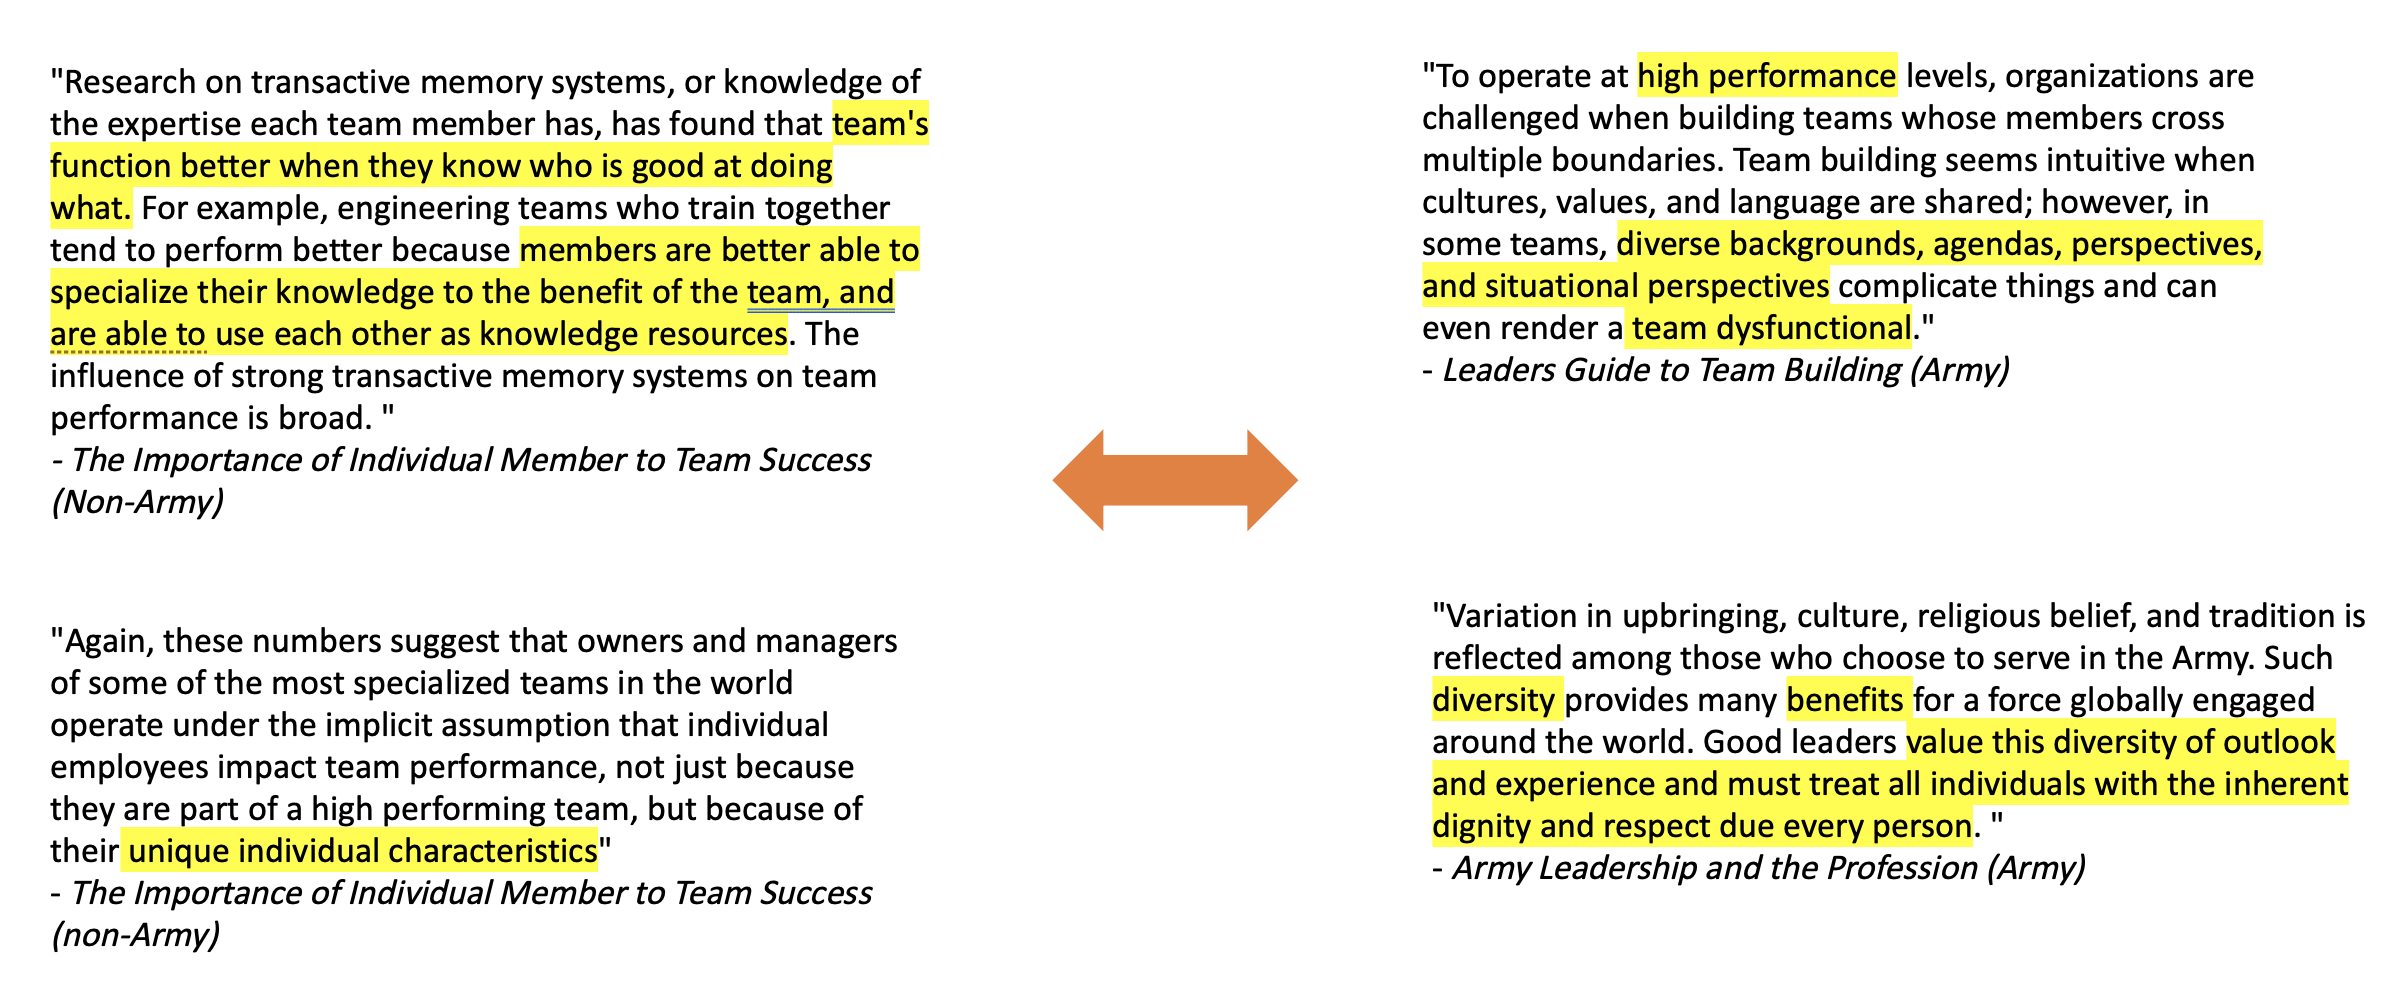 "Research on transactive memory systems, or knowledge of
the expertise each team member has, has found that team's
function better when they know who is good at doing
what. For example, engineering teams who train together
tend to perform better because members are better able to
specialize their knowledge to the benefit of the team, and
are able to use each other as knowledge resources. The
influence of strong transactive memory systems on team
performance is broad. "
- The Importance of Individual Member to Team Success
(Non-Army)
"Again, these numbers suggest that owners and managers
of some of the most specialized teams in the world
operate under the implicit assumption that individual
employees impact team performance, not just because
they are part of a high performing team, but because of
their unique individual characteristics"
- The Importance of Individual Member to Team Success
(non-Army)
"To operate at high performance levels, organizations are
challenged when building teams whose members cross
multiple boundaries. Team building seems intuitive when
cultures, values, and language are shared; however, in
some teams, diverse backgrounds, agendas, perspectives,
and situational perspectives complicate things and can
even render a team dysfunctional."
- Leaders Guide to Team Building (Army)
"Variation in upbringing, culture, religious belief, and tradition is
reflected among those who choose to serve in the Army. Such
diversity provides many benefits for a force globally engaged
around the world. Good leaders value this diversity of outlook
and experience and must treat all individuals with the inherent
dignity and respect due every person. "
- Army Leadership and the Profession (Army)